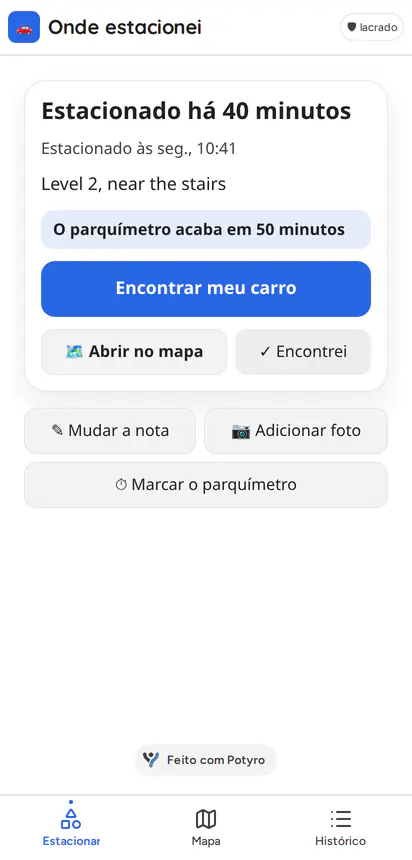 Onde estacionei
lacrado
Estacionado há 40 minutos
Estacionado às seg., 10:41
Level 2, near the stairs
O parquímetro acaba em 50 minutos
Encontrar meu carro
Abrir no mapa
✓ Encontrei
✎ Mudar a nota
Adicionar foto
⏱ Marcar o parquímetro
Feito com Potyro
Estacionar
Mapa
Histórico